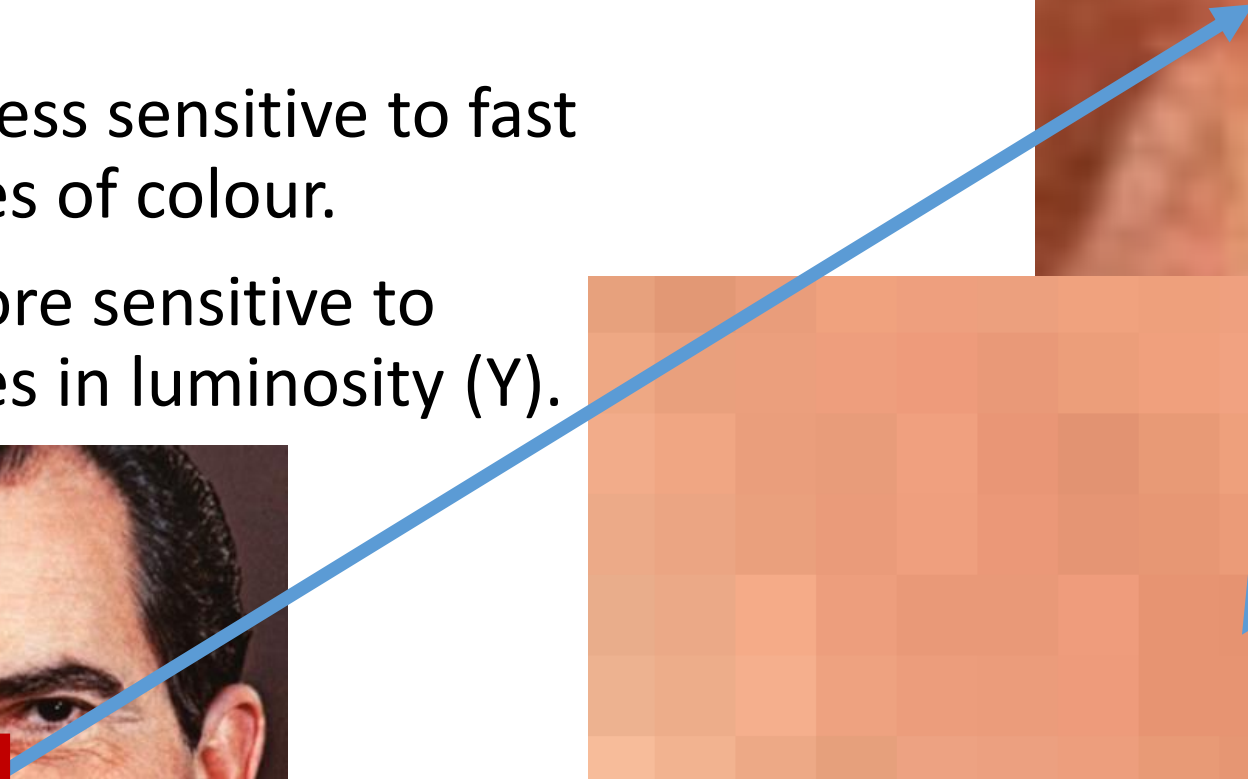 ess sensitive to fast
es of colour.
ore sensitive to
es in luminosity (Y).